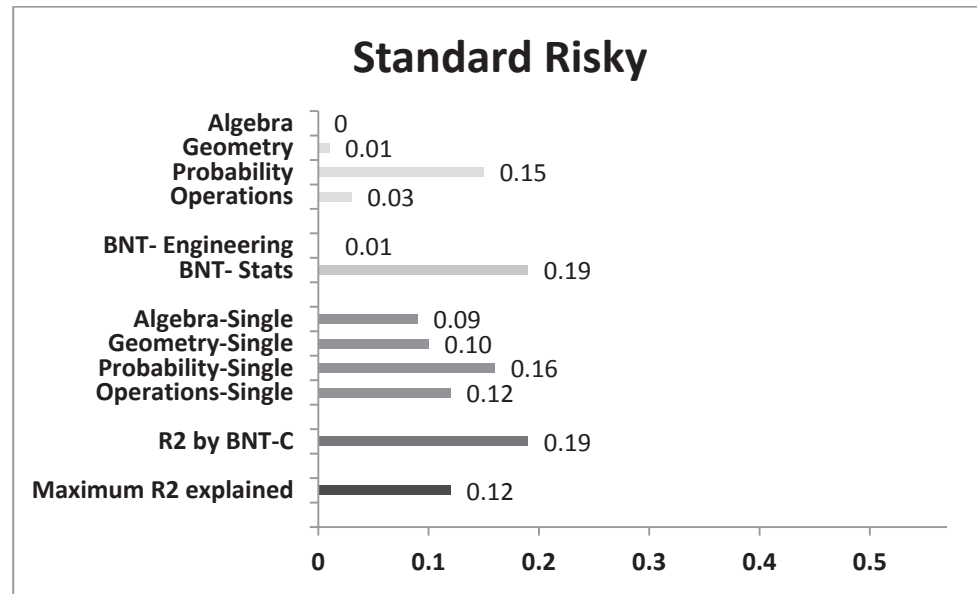 Standard Risky
Algebra 0
Geometry 0.01
Probability 0.15
Operations 0.03
BNT- Engineering 0.01
BNT- Stats 0.19
Algebra-Single 0.09
Geometry-Single 0.10
Probability-Single 0.16
Operations-Single 0.12
R2 by BNT-C 0.19
Maximum R2 explained 0.12
0 0.1 0.2 0.3 0.4 0.5